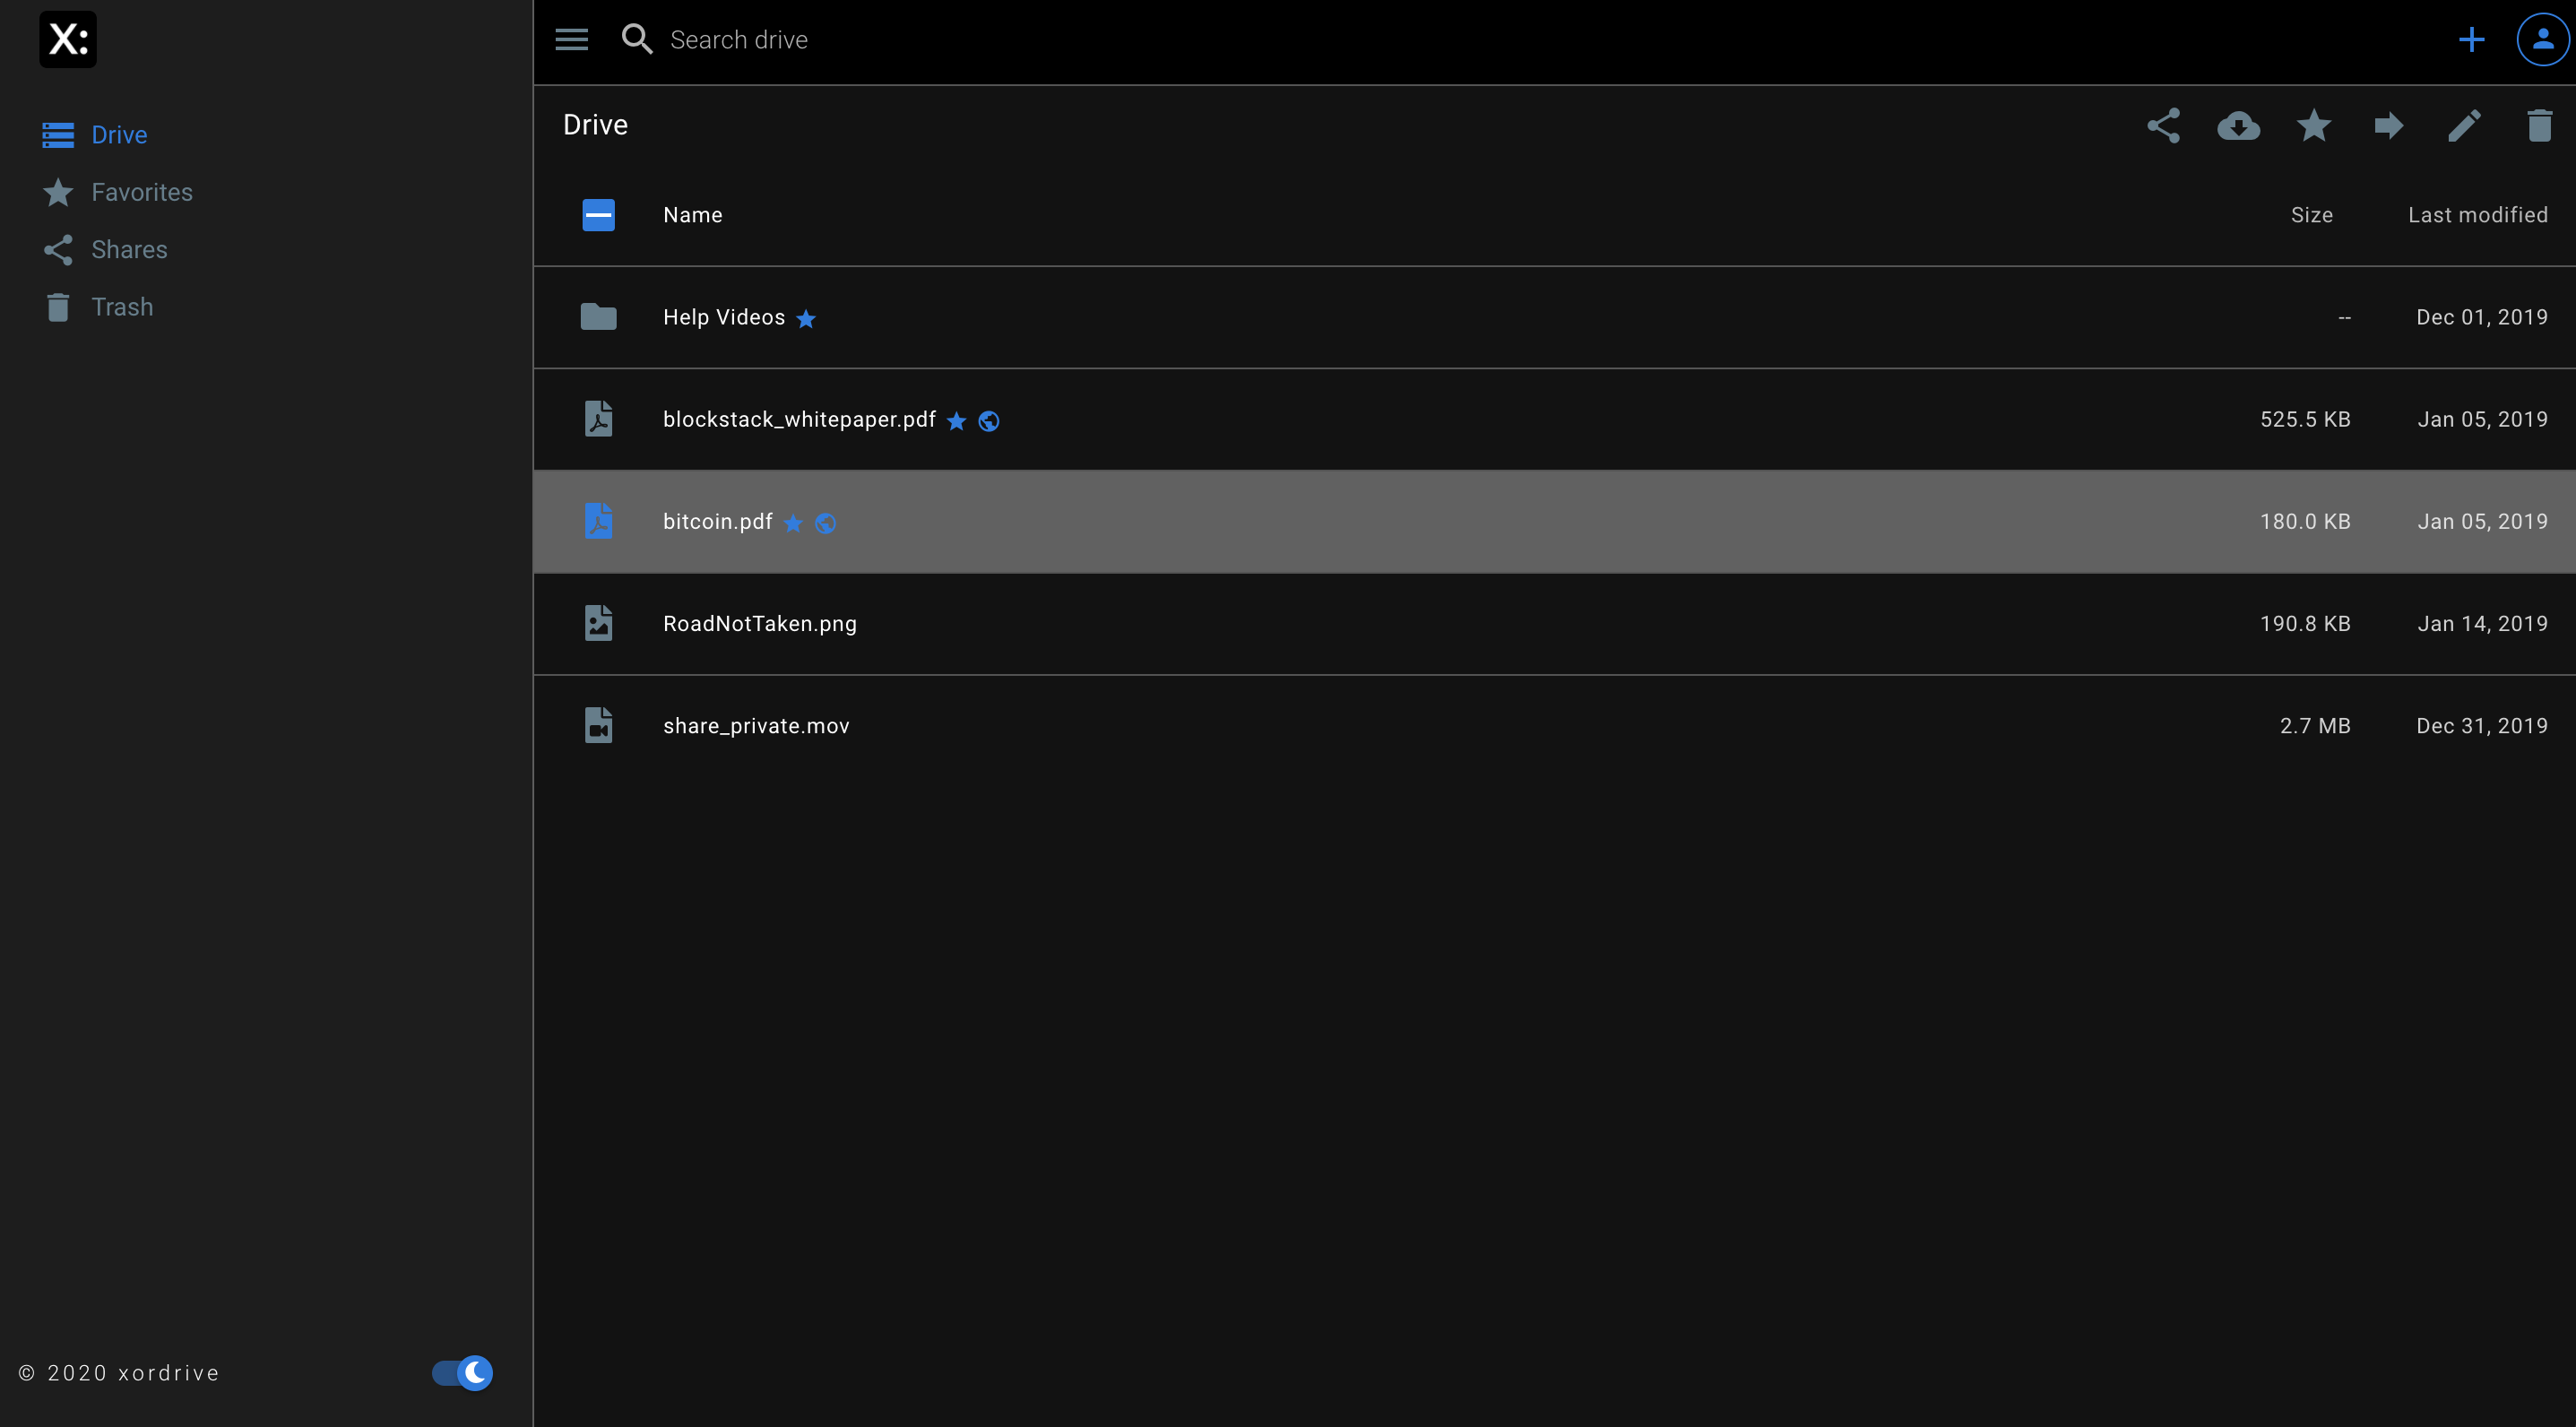 X:
Search drive
Drive
Favorites
Shares
Trash
Drive
Name Size Last modified
Help Videos -- Dec 01, 2019
blockstack_whitepaper.pdf 525.5 KB Jan 05, 2019
bitcoin.pdf 180.0 KB Jan 05, 2019
RoadNotTaken.png 190.8 KB Jan 14, 2019
share_private.mov 2.7 MB Dec 31, 2019
© 2020 xordrive